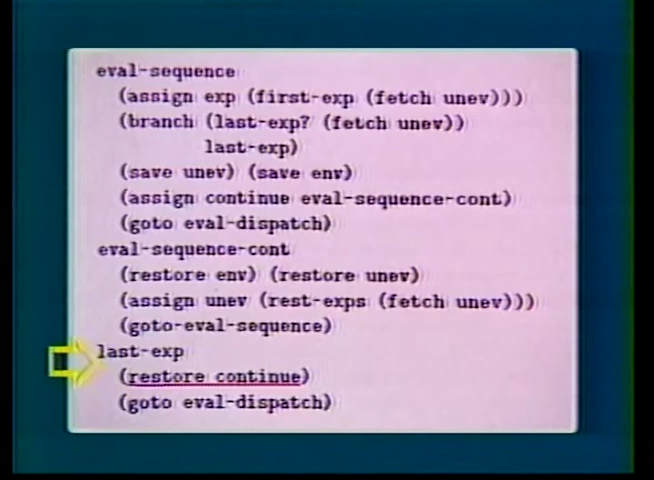 eval-sequence
(assign exp (first-exp (fetch unev)))
(branch (last-exp? (fetch unev))
last-exp)
(save unev) (save env)
(assign continue eval-sequence-cont)
(goto eval-dispatch)
eval-sequence-cont
(restore env) (restore unev)
(assign unev (rest-exps (fetch unev)))
(goto-eval-sequence)
last-exp
(restore continue)
(goto eval-dispatch)